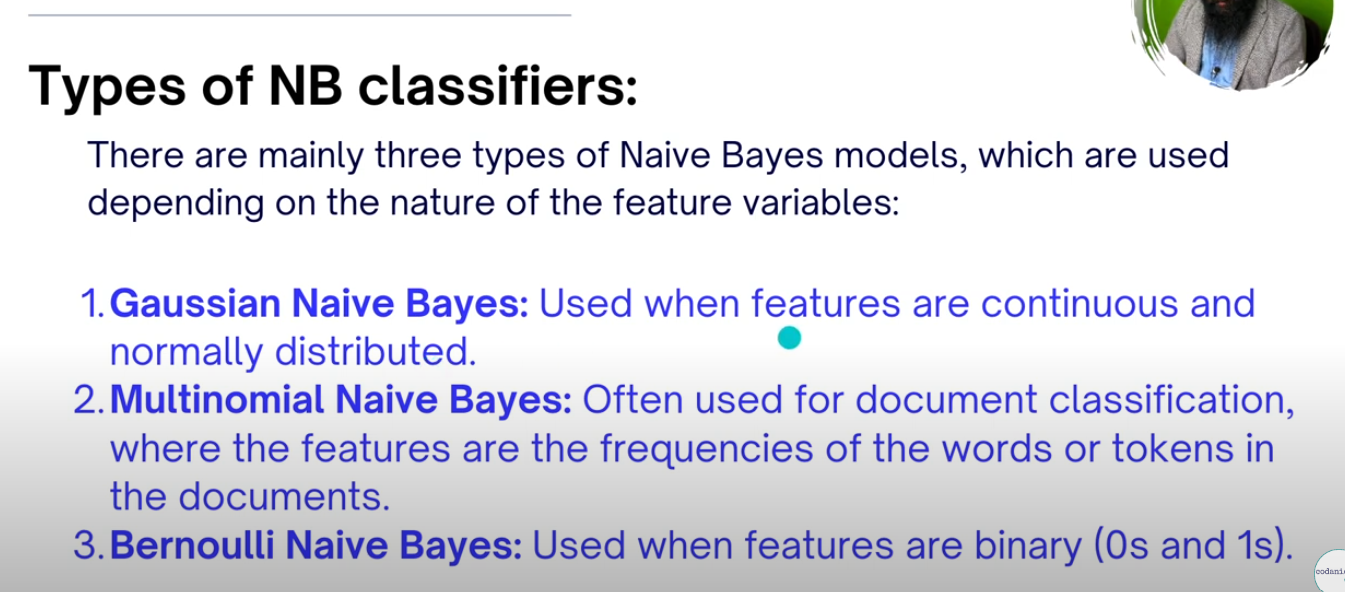 Types of NB classifiers:
There are mainly three types of Naive Bayes models, which are used
depending on the nature of the feature variables:
1. Gaussian Naive Bayes: Used when features are continuous and
normally distributed.
2. Multinomial Naive Bayes: Often used for document classification,
where the features are the frequencies of the words or tokens in
the documents.
3. Bernoulli Naive Bayes: Used when features are binary (0s and 1s).
codani